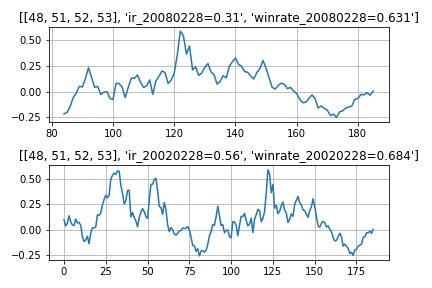 [[48, 51, 52, 53], 'ir_20080228=0.31', 'winrate_20080228=0.631']
0.50
0.25
0.00
-0.25
80 100 120 140 160 180
[[48, 51, 52, 53], 'ir_20020228=0.56', 'winrate_20020228=0.684']
0.50
0.25
0.00
-0.25
0 25 50 75 100 125 150 175